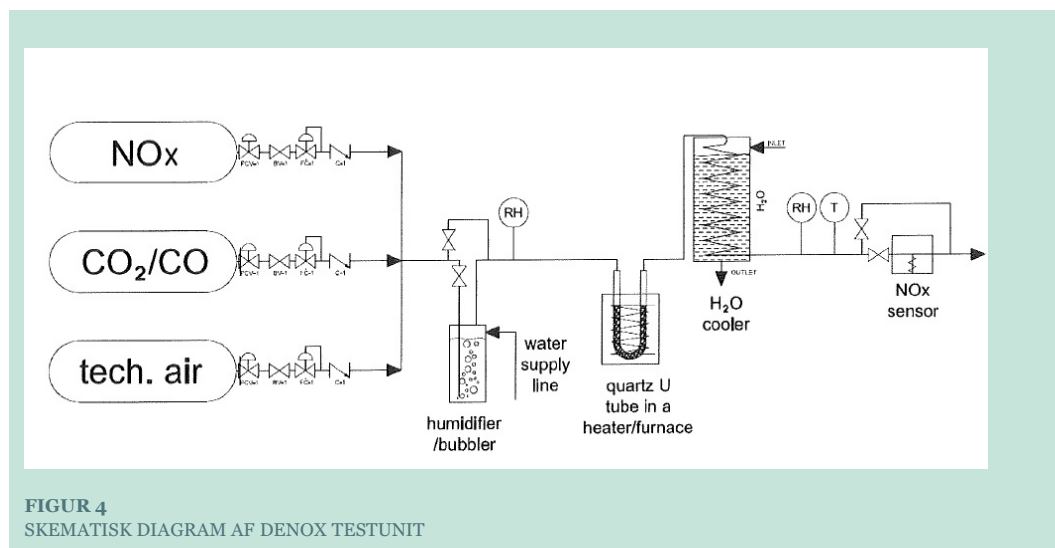 NOx
CO₂/CO
tech. air
RH
humidifier
/bubbler
water
supply
line
quartz U
tube in a
heater/furnace
INLET
H₂O
OUTLET
H₂O
cooler
RH
T
NOx
sensor
FIGUR 4
SKEMATISK DIAGRAM AF DENOX TESTUNIT